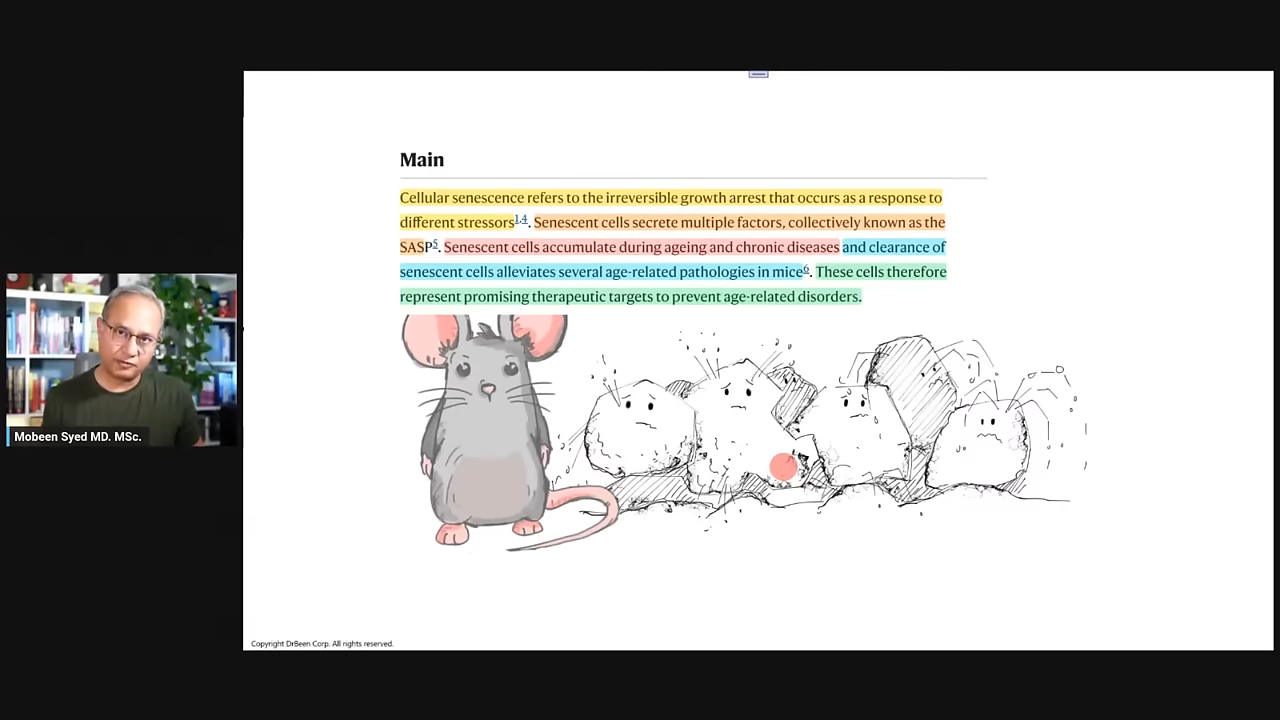 Main
Cellular senescence refers to the irreversible growth arrest that occurs as a response to
different stressors1,4. Senescent cells secrete multiple factors, collectively known as the
SASP5. Senescent cells accumulate during ageing and chronic diseases and clearance of
senescent cells alleviates several age-related pathologies in mice6. These cells therefore
represent promising therapeutic targets to prevent age-related disorders.
Mobeen Syed MD. MSc.
Copyright DrBeen Corp. All rights reserved.